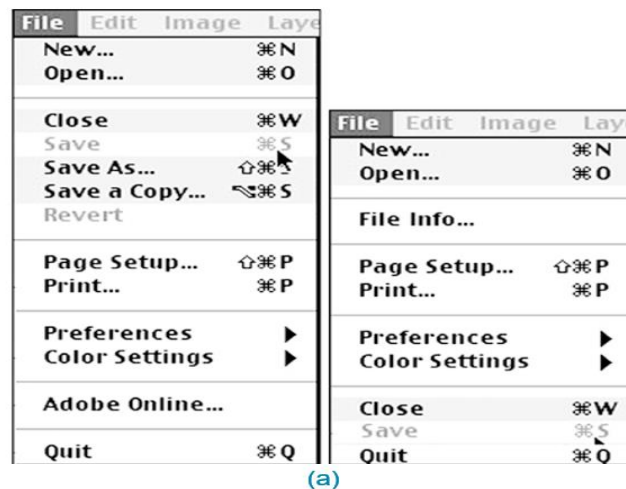 File Edit Image Laye
New... ⌘N
Open... ⌘O
Close ⌘W
Save ⌘S
Save As... ⇧⌘S
Save a Copy... ⌥⌘S
Revert
Page Setup... ⇧⌘P
Print... ⌘P
Preferences ▶
Color Settings ▶
Adobe Online...
Quit ⌘Q
File Edit Image Lay
New... ⌘N
Open... ⌘O
File Info...
Page Setup... ⇧⌘P
Print... ⌘P
Preferences ▶
Color Settings ▶
Close ⌘W
Save ⌘S
Quit ⌘Q
(a)